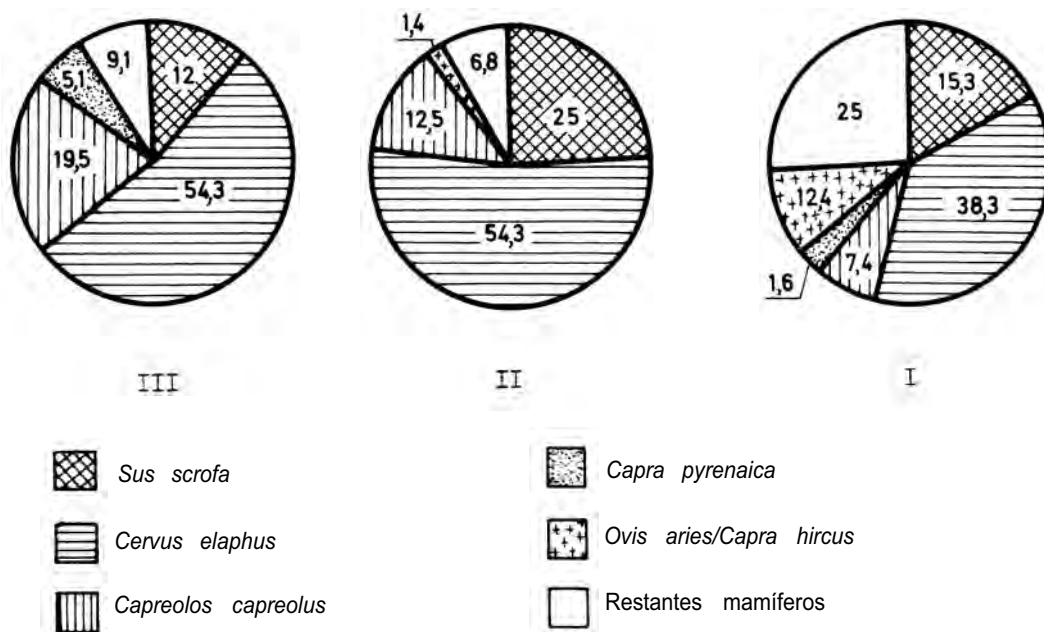 9,1
12
5,1
19,5
54,3
III
1,4
6,8
25
12,5
54,3
II
15,3
25
12,4
38,3
7,4
1,6
I
Sus scrofa
Cervus elaphus
Capreolos capreolus
Capra pyrenaica
Ovis aries/Capra hircus
Restantes mamíferos